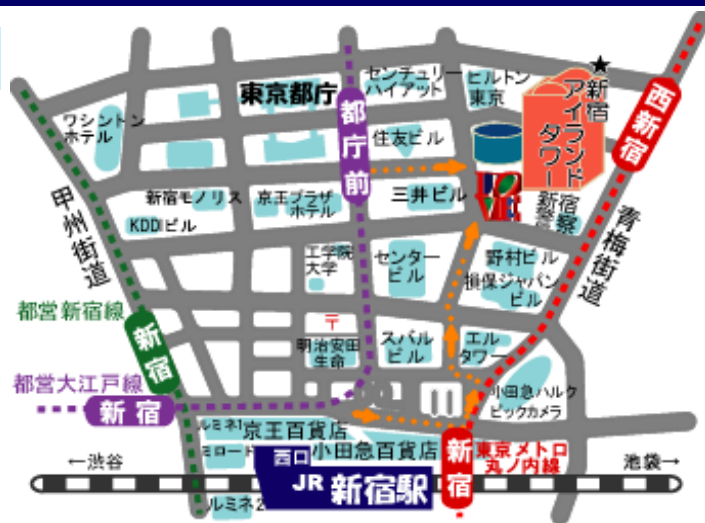 センチュリー
ハイアット
ヒルトン
東京
★
新宿
アイランド
タワー
西新宿
東京都庁
ワシントン
ホテル
都庁前
住友ビル
新宿モノリス
京王プラザ
ホテル
三井ビル
LOVE
新宿
警察
KDDIビル
甲州街道
青梅街道
工学院
大学
センター
ビル
野村ビル
損保ジャパン
ビル
都営新宿線
新宿
〒
明治安田
生命
スバル
ビル
エル
タワー
都営大江戸線
新宿
小田急ハルク
ビックカメラ
ルミネ1
京王百貨店
ミロード
小田急百貨店
新宿
東京メトロ
丸ノ内線
←渋谷
西口
JR 新宿駅
池袋→
ルミネ2